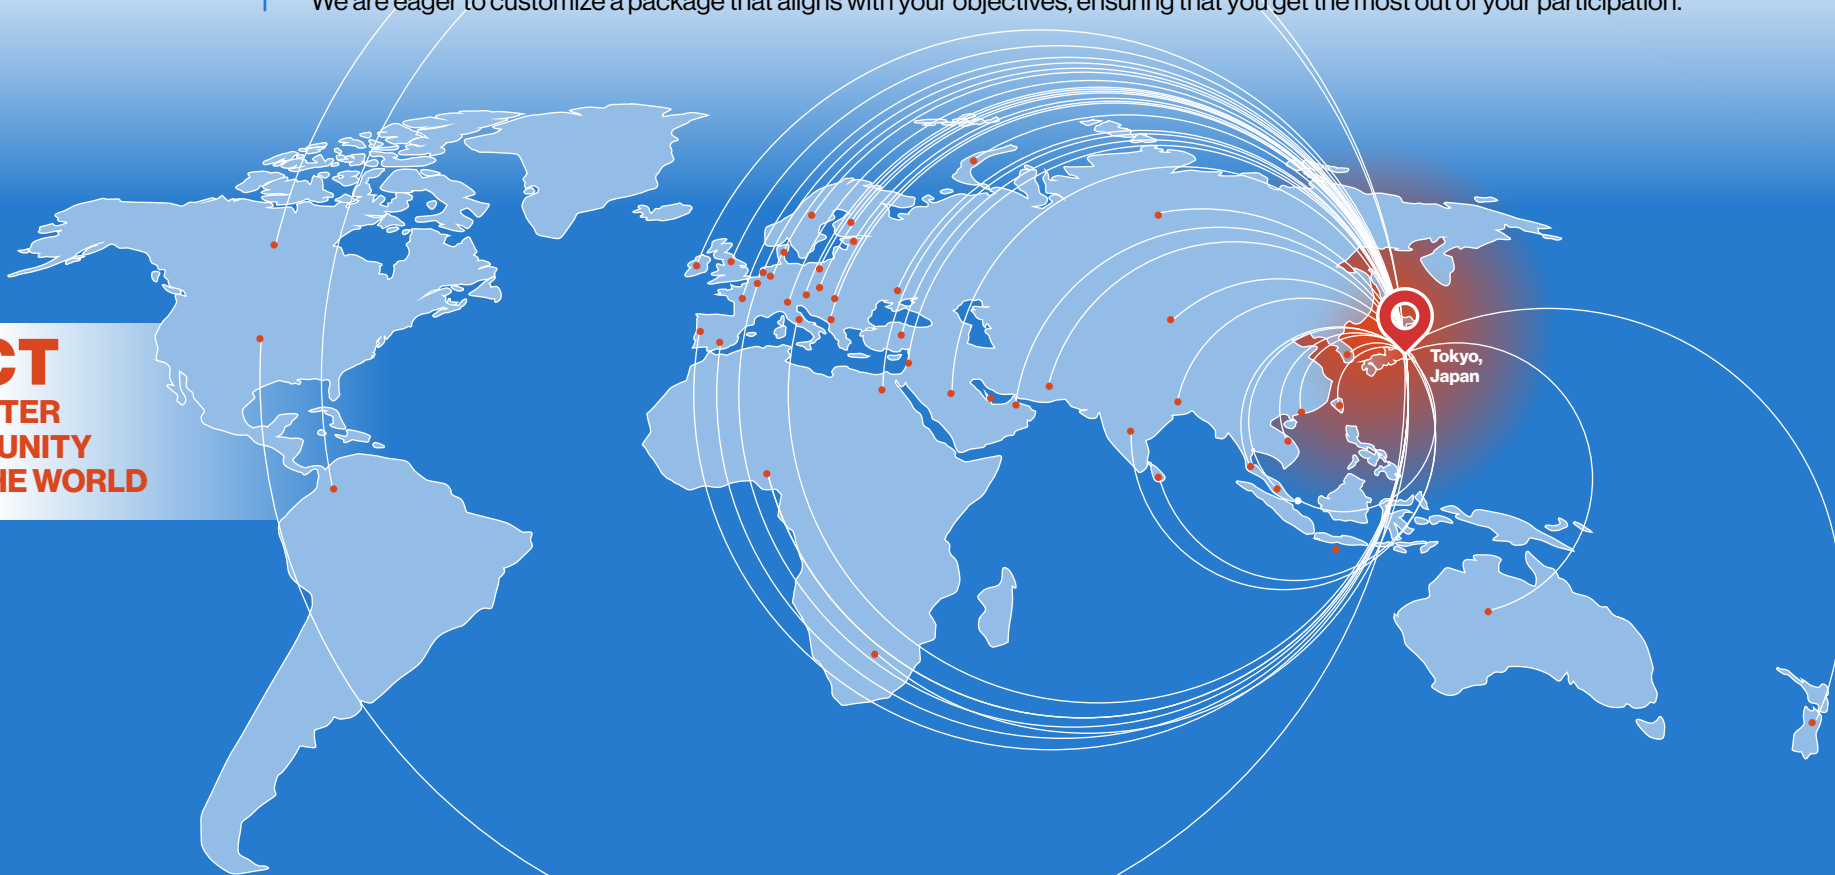 We are eager to customize a package that aligns with your objectives, ensuring that you get the most out of your participation.
CT
TER
UNITY
HE WORLD
Tokyo,
Japan